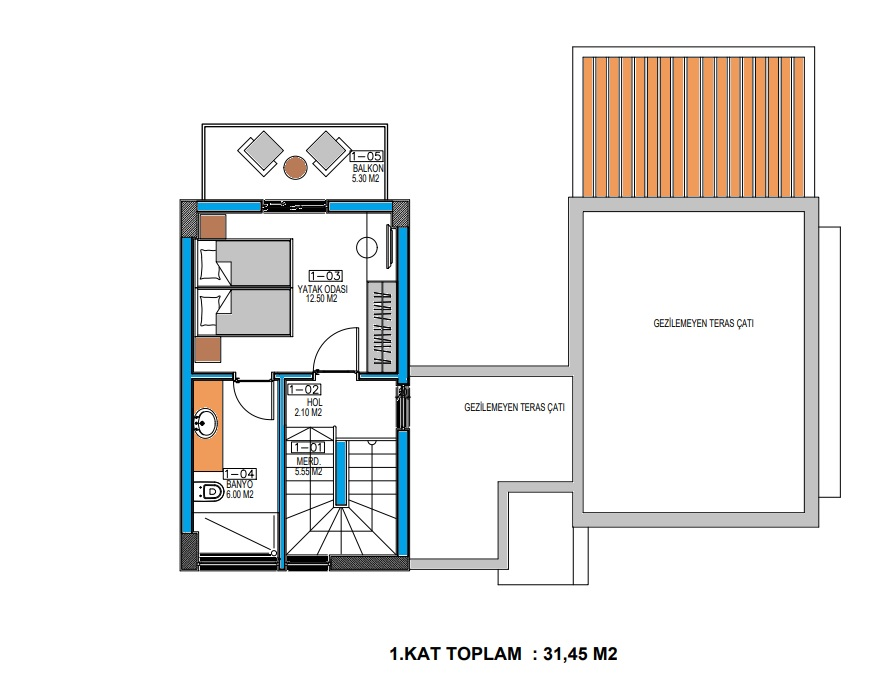 1-05
BALKON
5.30 M2
1-03
YATAK ODASI
12.50 M2
GEZİLEMEYEN TERAS ÇATI
1-02
HOL
2.10 M2
GEZİLEMEYEN TERAS ÇATI
1-01
MERD.
5.55 M2
1-04
BANYO
6.00 M2
1.KAT TOPLAM : 31,45 M2